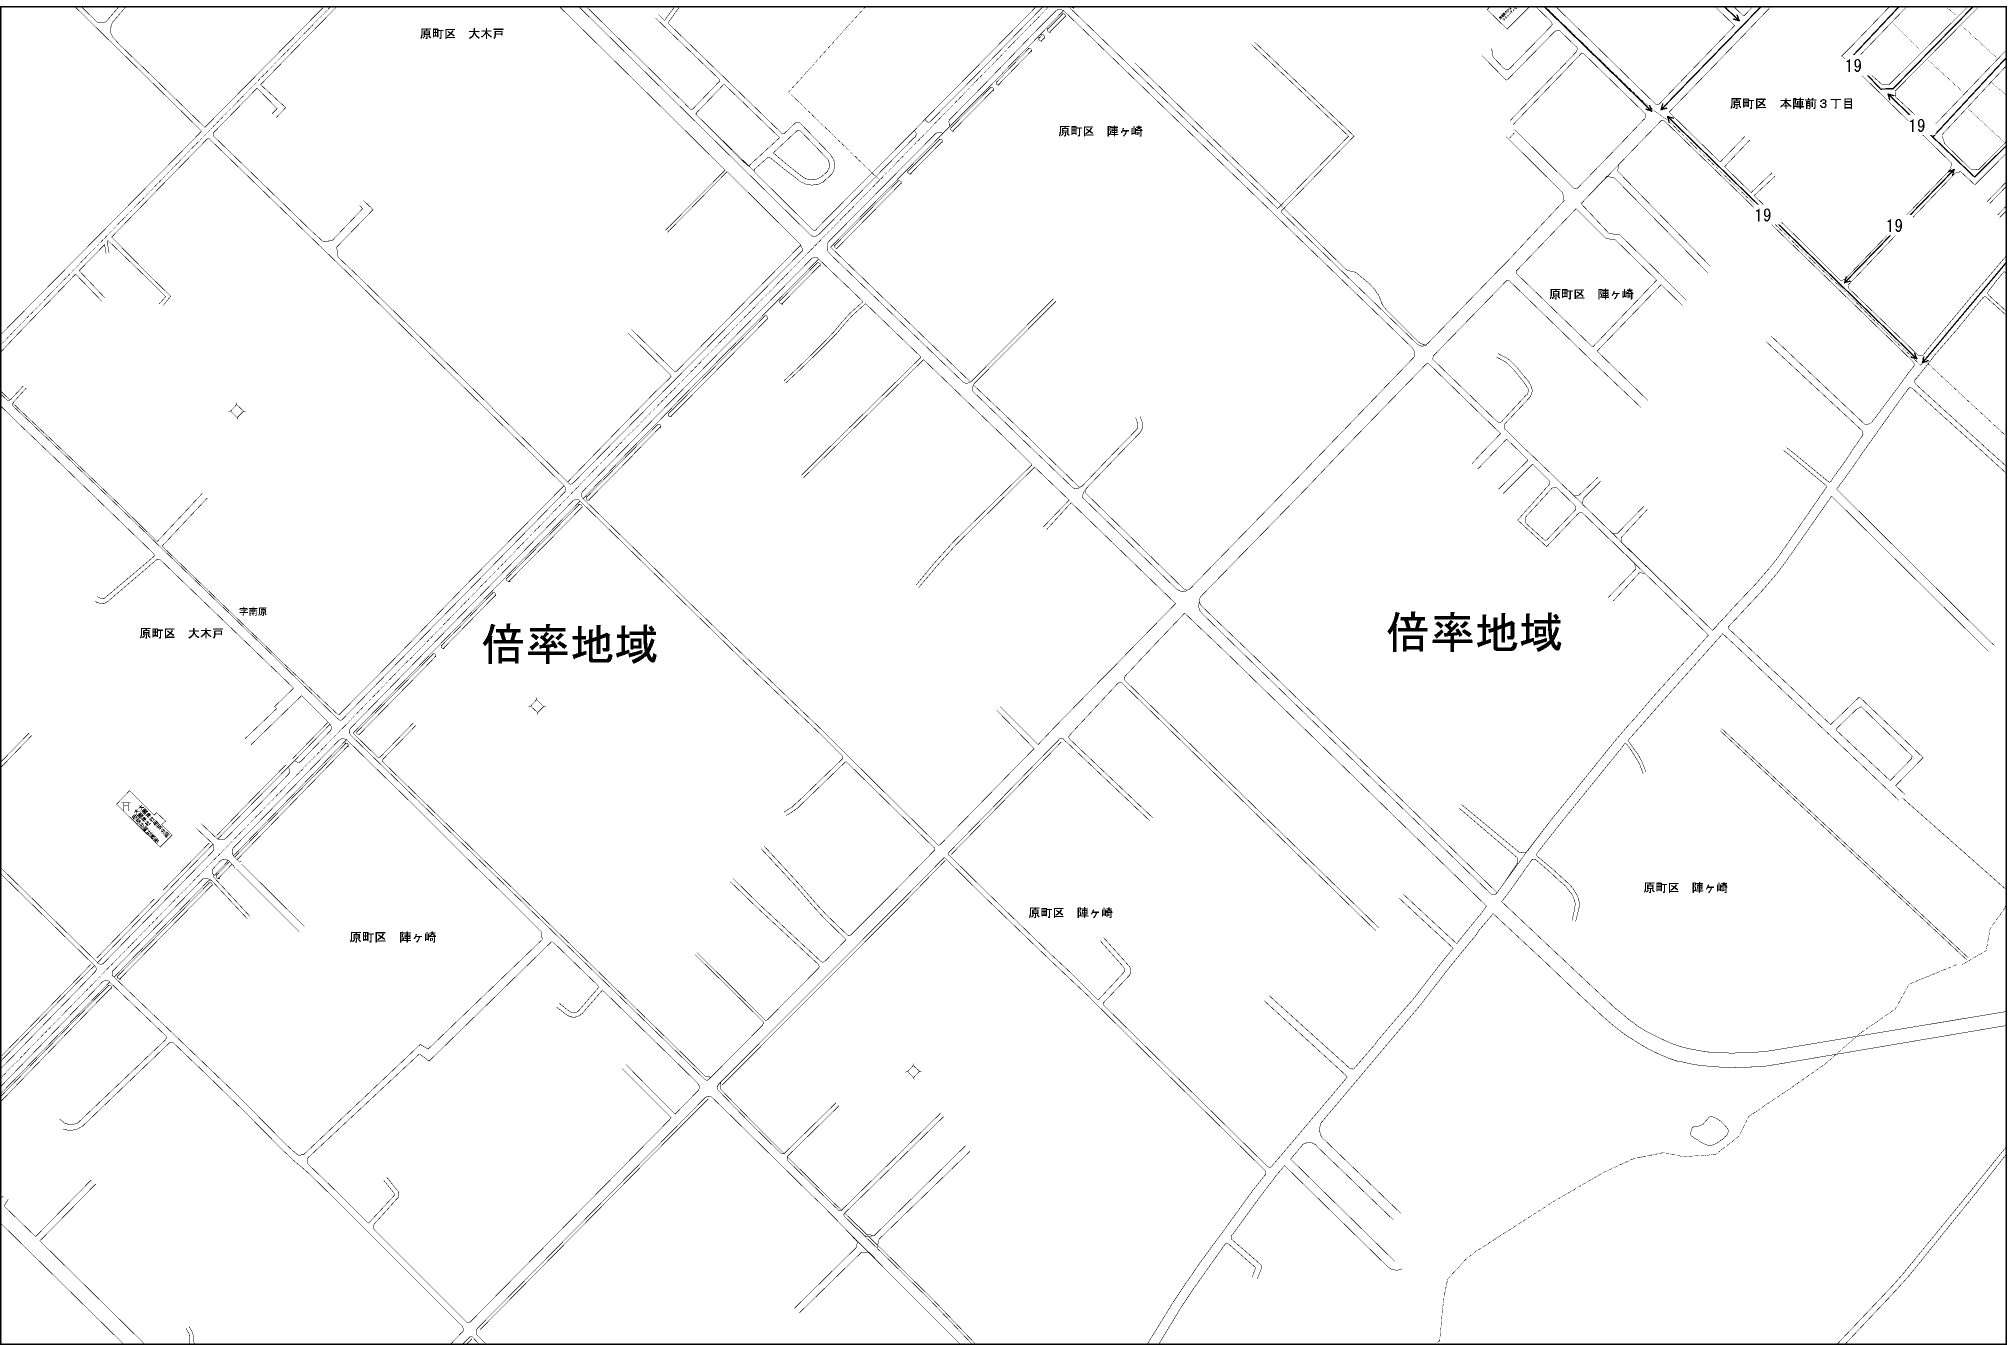 原町区　大木戸
19
原町区　本陣前３丁目
19
原町区　陣ヶ崎
19
19
原町区　陣ヶ崎
字南原
原町区　大木戸
倍率地域
倍率地域
原町区　陣ヶ崎
原町区　陣ヶ崎
原町区　陣ヶ崎